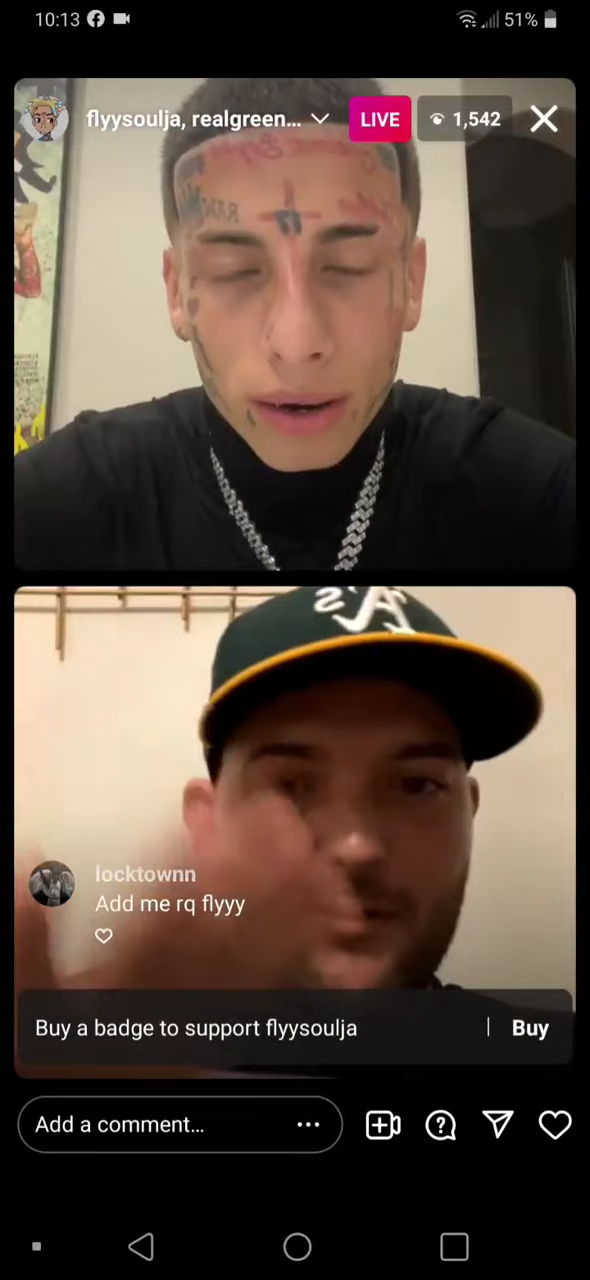 10:13
51%
flyysoulja, realgreen...
LIVE
1,542
A's
locktownn
Add me rq flyyy
Buy a badge to support flyysoulja | Buy
Add a comment...